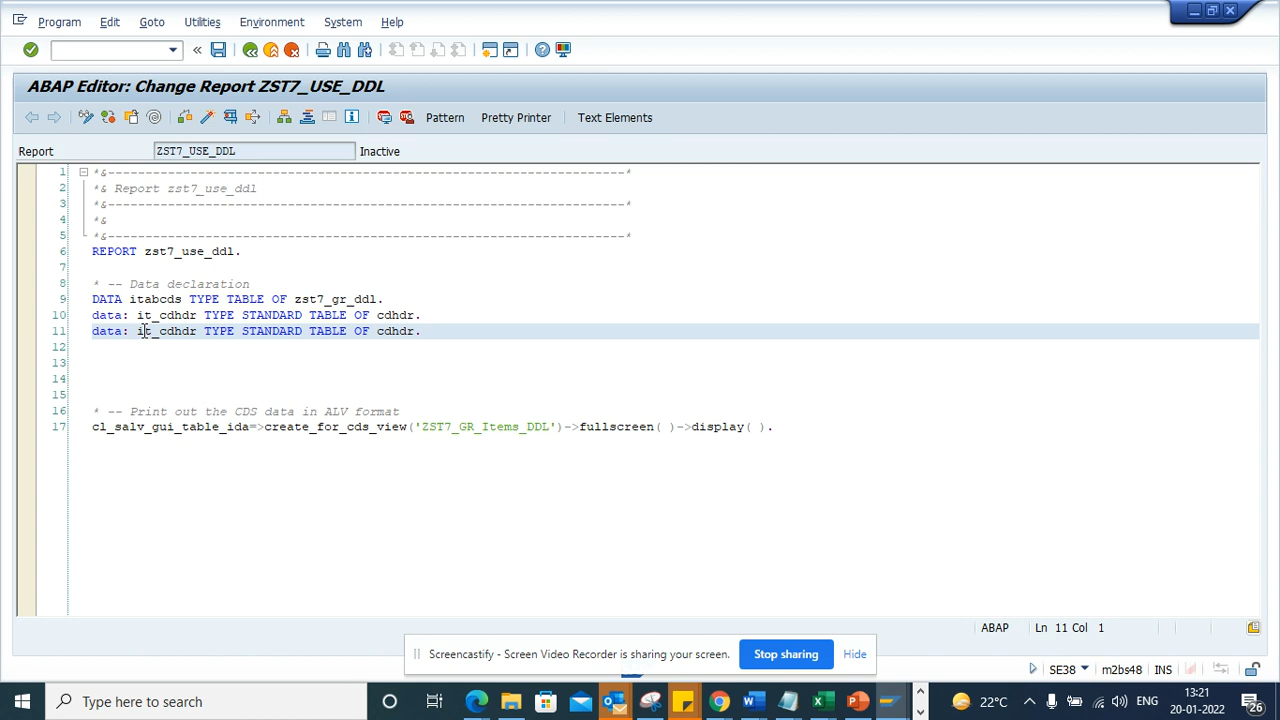 Program Edit Goto Utilities Environment System Help
ABAP Editor: Change Report ZST7_USE_DDL
Pattern Pretty Printer Text Elements
Report ZST7_USE_DDL Inactive
1 *&---------------------------------------------------------------------*
2 *& Report zst7_use_ddl
3 *&---------------------------------------------------------------------*
4 *&
5 *&---------------------------------------------------------------------*
6 REPORT zst7_use_ddl.
7
8 * -- Data declaration
9 DATA itabcds TYPE TABLE OF zst7_gr_ddl.
10 data: it_cdhdr TYPE STANDARD TABLE OF cdhdr.
11 data: it_cdhdr TYPE STANDARD TABLE OF cdhdr.
12
13
14
15
16 * -- Print out the CDS data in ALV format
17 cl_salv_gui_table_ida=>create_for_cds_view('ZST7_GR_Items_DDL')->fullscreen( )->display( ).
ABAP Ln 11 Col 1
Screencastify - Screen Video Recorder is sharing your screen. Stop sharing Hide
SE38 m2bs48 INS
Type here to search 22°C ENG 13:21
20-01-2022 26